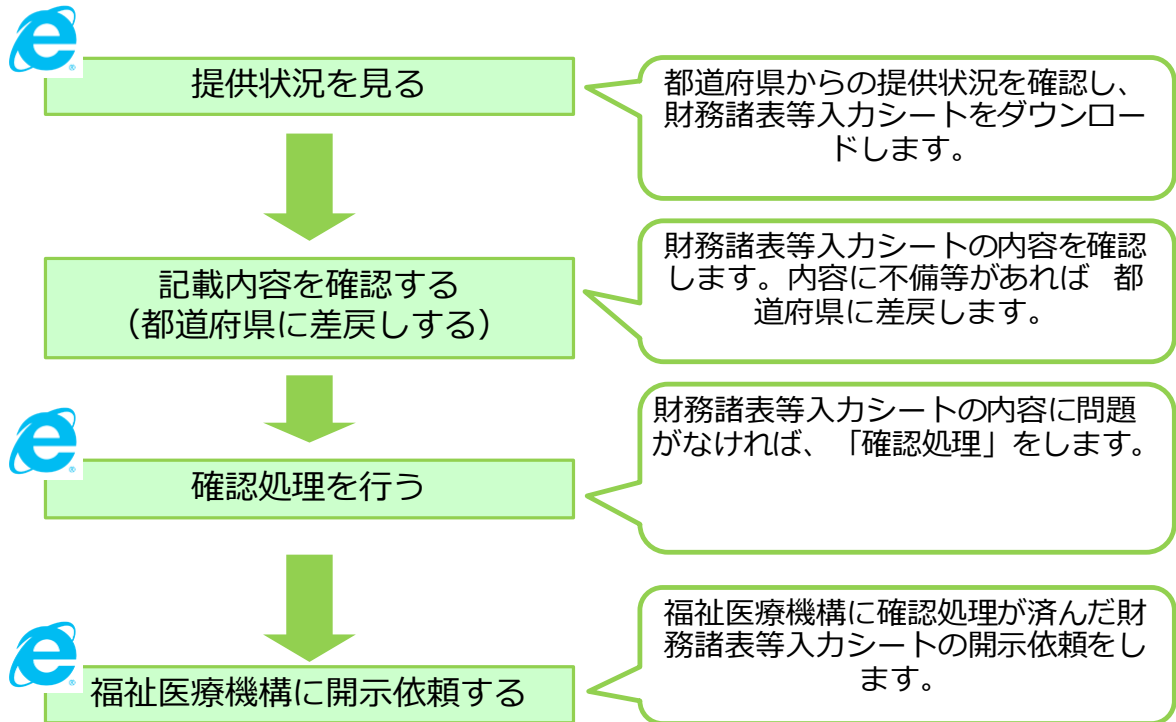 提供状況を見る
都道府県からの提供状況を確認し、
財務諸表等入力シートをダウンロー
ドします。
記載内容を確認する
（都道府県に差戻しする）
財務諸表等入力シートの内容を確認
します。内容に不備等があれば 都
道府県に差戻します。
確認処理を行う
財務諸表等入力シートの内容に問題
がなければ、「確認処理」をします。
福祉医療機構に開示依頼する
福祉医療機構に確認処理が済んだ財
務諸表等入力シートの開示依頼をし
ます。